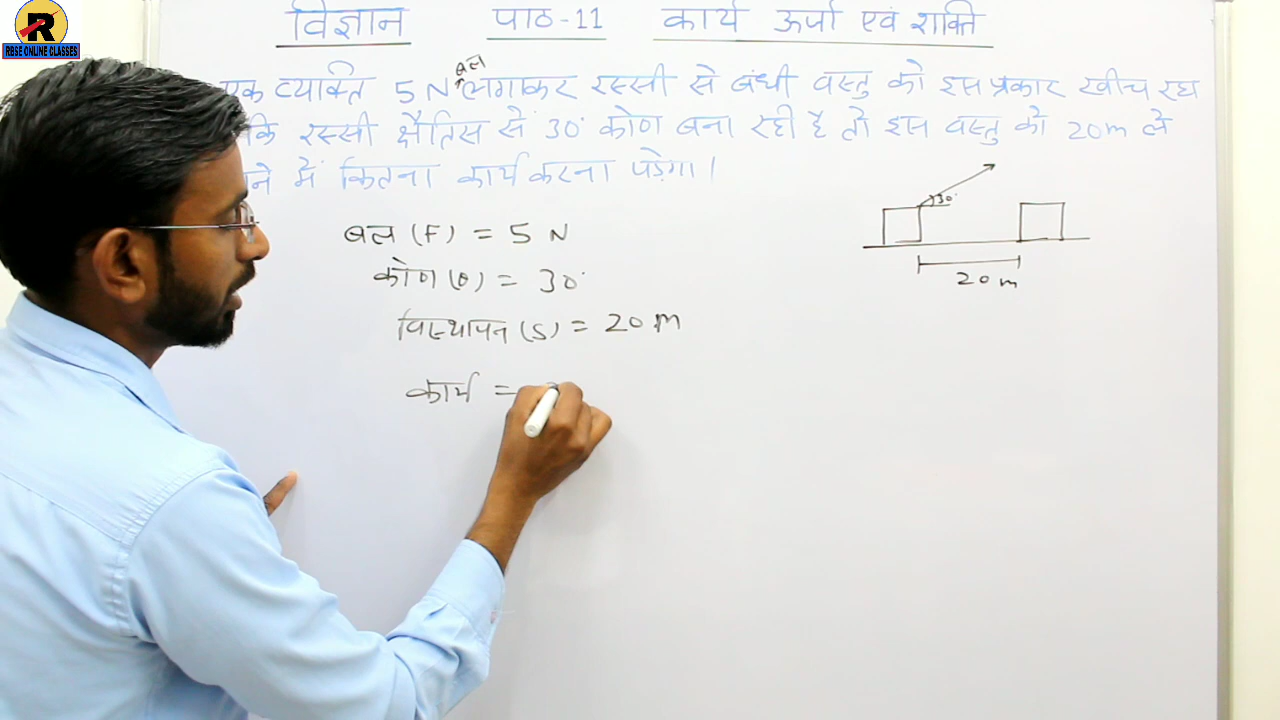 R
RBSE ONLINE CLASSES
विज्ञान पाठ-11 कार्य ऊर्जा एवं शक्ति
एक व्यक्ति 5 N बल लगाकर रस्सी से बंधी वस्तु को इस प्रकार खींच रहा
कि रस्सी क्षैतिज से 30° कोण बना रही है तो इस वस्तु को 20m ले
में कितना कार्य करना पड़ेगा।
बल (F) = 5 N
कोण (θ) = 30°
विस्थापन (S) = 20 m
कार्य =
30°
20 m